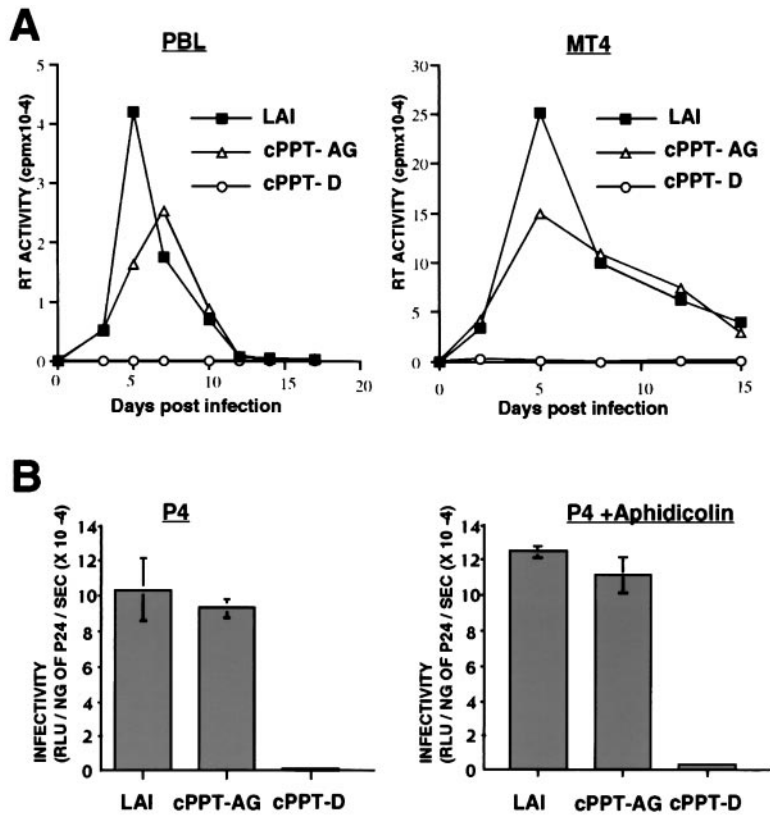 A
PBL
RT ACTIVITY (cpmx10-4)
5
4
3
2
1
0
0
5
10
15
20
Days post infection
LAI
cPPT- AG
cPPT- D
MT4
RT ACTIVITY (cpmx10-4)
30
25
20
15
10
5
0
0
5
10
15
Days post infection
LAI
cPPT- AG
cPPT- D
B
P4
INFECTIVITY
(RLU / NG OF P24 / SEC (X 10 -4)
14
12
10
8
6
4
2
0
LAI
cPPT-AG
cPPT-D
P4 +Aphidicolin
INFECTIVITY
(RLU / NG OF P24 / SEC (X 10 -4)
14
12
10
8
6
4
2
0
LAI
cPPT-AG
cPPT-D